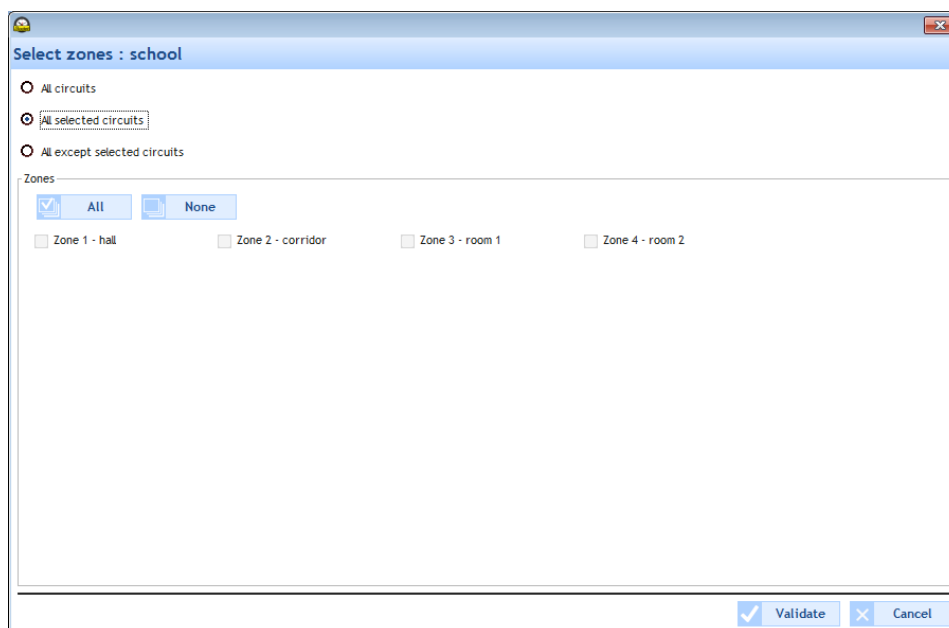 Select zones : school
All circuits
All selected circuits
All except selected circuits
Zones
All None
Zone 1 - hall Zone 2 - corridor Zone 3 - room 1 Zone 4 - room 2
Validate Cancel